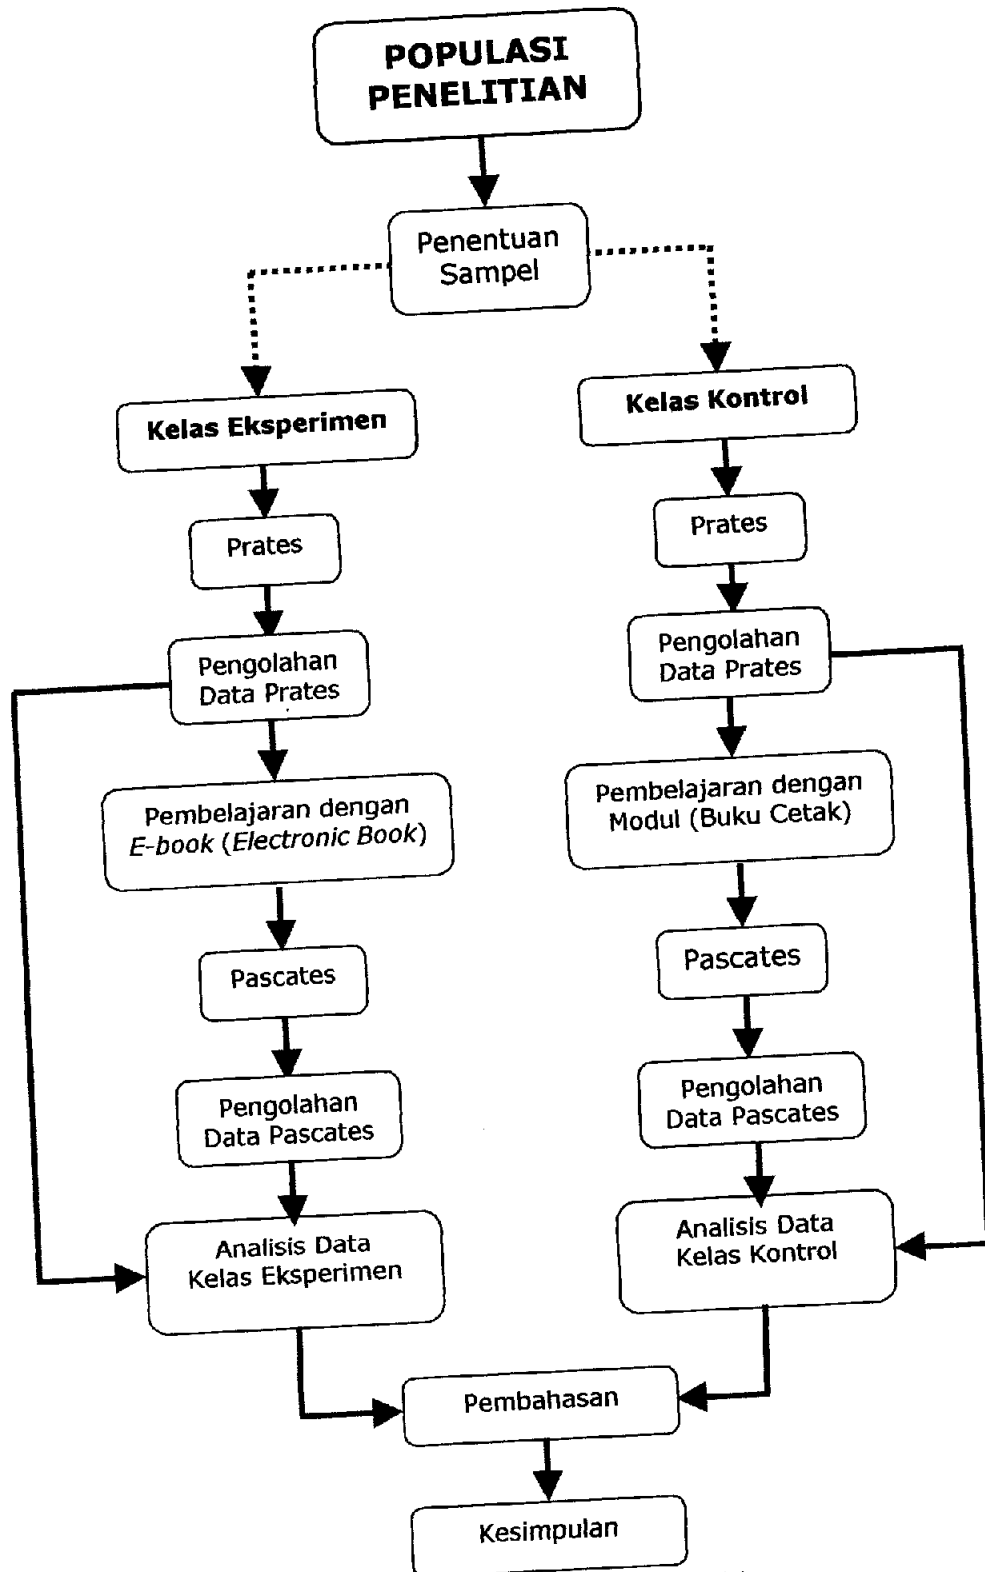 POPULASI
PENELITIAN
Penentuan
Sampel
Kelas Eksperimen
Kelas Kontrol
Prates
Prates
Pengolahan
Data Prates
Pengolahan
Data Prates
Pembelajaran dengan
E-book (Electronic Book)
Pembelajaran dengan
Modul (Buku Cetak)
Pascates
Pascates
Pengolahan
Data Pascates
Pengolahan
Data Pascates
Analisis Data
Kelas Eksperimen
Analisis Data
Kelas Kontrol
Pembahasan
Kesimpulan